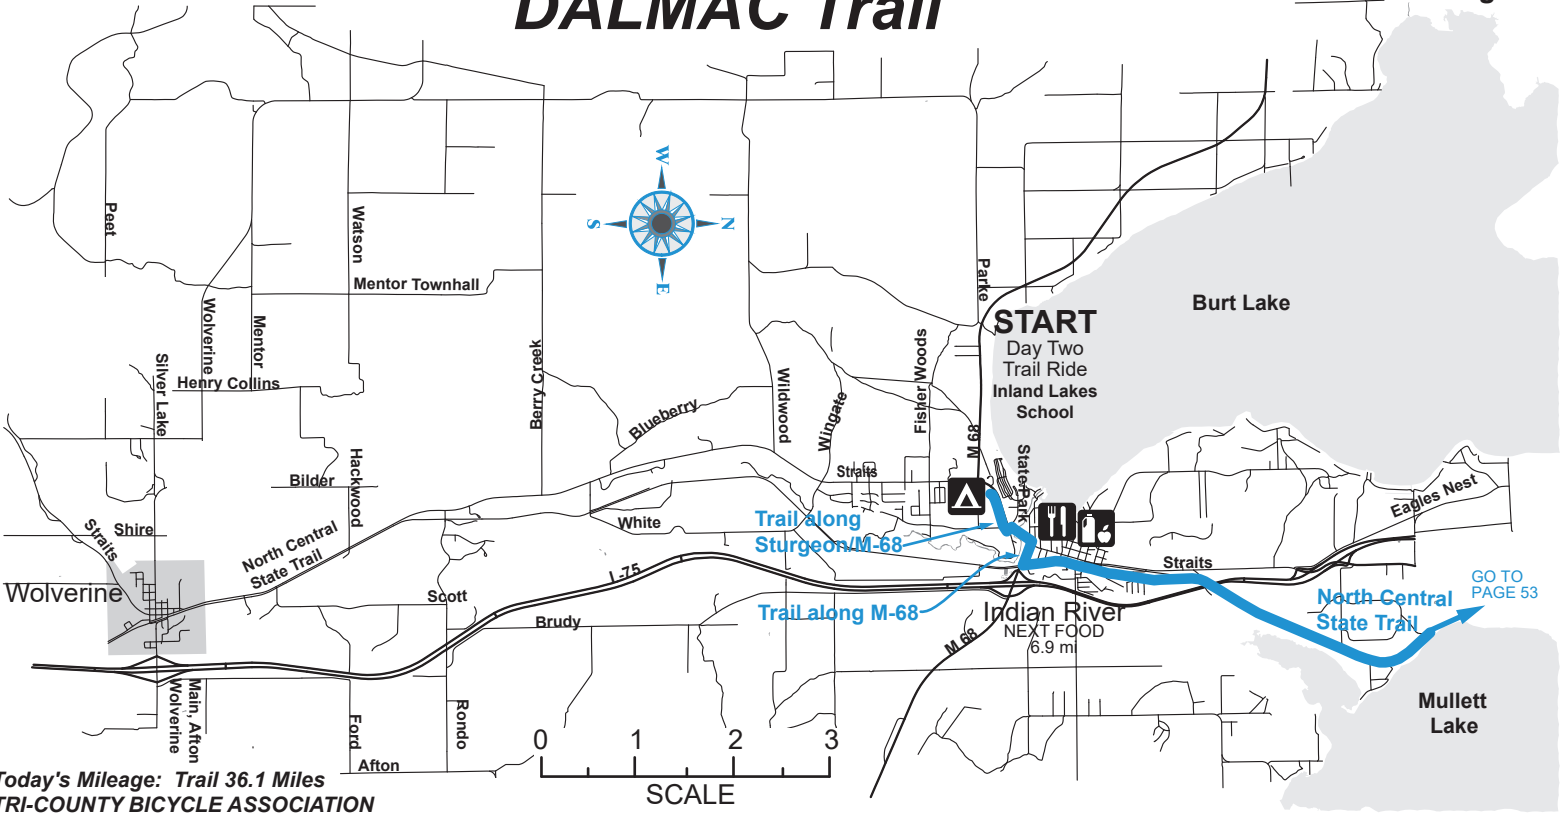 DALMAC Trail
g
W
S
N
E
Peet
Watson
Mentor Townhall
Parke
Wolverine
Mentor
Silver Lake
Henry Collins
Berry Creek
Blueberry
Wildwood
Wingate
Fisher Woods
M 68
START
Day Two
Trail Ride
Inland Lakes
School
Burt Lake
State Park
Straits
Bilder
Hackwood
Shire
Straits
North Central
State Trail
White
Trail along
Sturgeon/M-68
Eagles Nest
Straits
Wolverine
I-75
Scott
Brudy
Trail along M-68
Indian River
NEXT FOOD
6.9 mi
M 68
North Central
State Trail
GO TO
PAGE 53
Mullett
Lake
Wolverine
Main, Afton
Ford
Rondo
Afton
0 1 2 3
SCALE
Today's Mileage: Trail 36.1 Miles
TRI-COUNTY BICYCLE ASSOCIATION